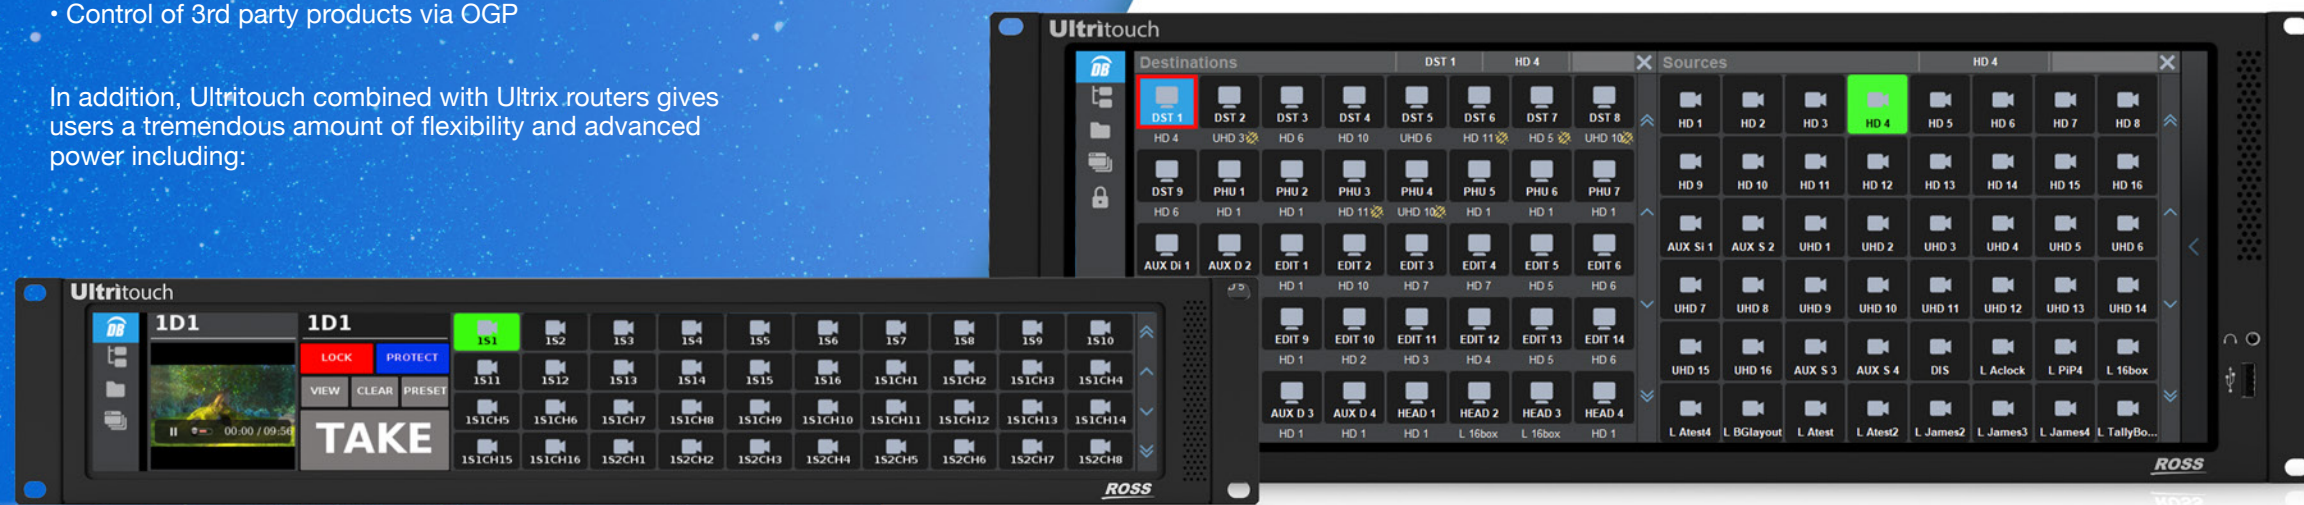 • Control of 3rd party products via OGP
In addition, Ultritouch combined with Ultrix routers gives
users a tremendous amount of flexibility and advanced
power including:
Ultritouch
DB
Destinations DST 1 HD 4
DST 1 DST 2 DST 3 DST 4 DST 5 DST 6 DST 7 DST 8
HD 4 UHD 3 HD 6 HD 10 UHD 6 HD 11 HD 5 UHD 10
DST 9 PHU 1 PHU 2 PHU 3 PHU 4 PHU 5 PHU 6 PHU 7
HD 6 HD 1 HD 1 HD 11 UHD 10 HD 1 HD 1 HD 1
AUX Di 1 AUX D 2 EDIT 1 EDIT 2 EDIT 3 EDIT 4 EDIT 5 EDIT 6
HD 1 HD 10 HD 7 HD 7 HD 5 HD 6
EDIT 9 EDIT 10 EDIT 11 EDIT 12 EDIT 13 EDIT 14
HD 1 HD 2 HD 3 HD 4 HD 5 HD 6
AUX D 3 AUX D 4 HEAD 1 HEAD 2 HEAD 3 HEAD 4
HD 1 HD 1 HD 1 L 16box L 16box HD 1
Sources HD 4
HD 1 HD 2 HD 3 HD 4 HD 5 HD 6 HD 7 HD 8
HD 9 HD 10 HD 11 HD 12 HD 13 HD 14 HD 15 HD 16
AUX Si 1 AUX S 2 UHD 1 UHD 2 UHD 3 UHD 4 UHD 5 UHD 6
UHD 7 UHD 8 UHD 9 UHD 10 UHD 11 UHD 12 UHD 13 UHD 14
UHD 15 UHD 16 AUX S 3 AUX S 4 DIS L Aclock L PiP4 L 16box
L Atest4 L BGlayout L Atest L Atest2 L James2 L James3 L James4 L TallyBo...
ROSS
Ultritouch
DB
1D1 1D1
LOCK PROTECT
VIEW CLEAR PRESET
TAKE
00:00 / 09:56
1S1 1S2 1S3 1S4 1S5 1S6 1S7 1S8 1S9 1S10
1S11 1S12 1S13 1S14 1S15 1S16 1S1CH1 1S1CH2 1S1CH3 1S1CH4
1S1CH5 1S1CH6 1S1CH7 1S1CH8 1S1CH9 1S1CH10 1S1CH11 1S1CH12 1S1CH13 1S1CH14
1S1CH15 1S1CH16 1S2CH1 1S2CH2 1S2CH3 1S2CH4 1S2CH5 1S2CH6 1S2CH7 1S2CH8
ROSS